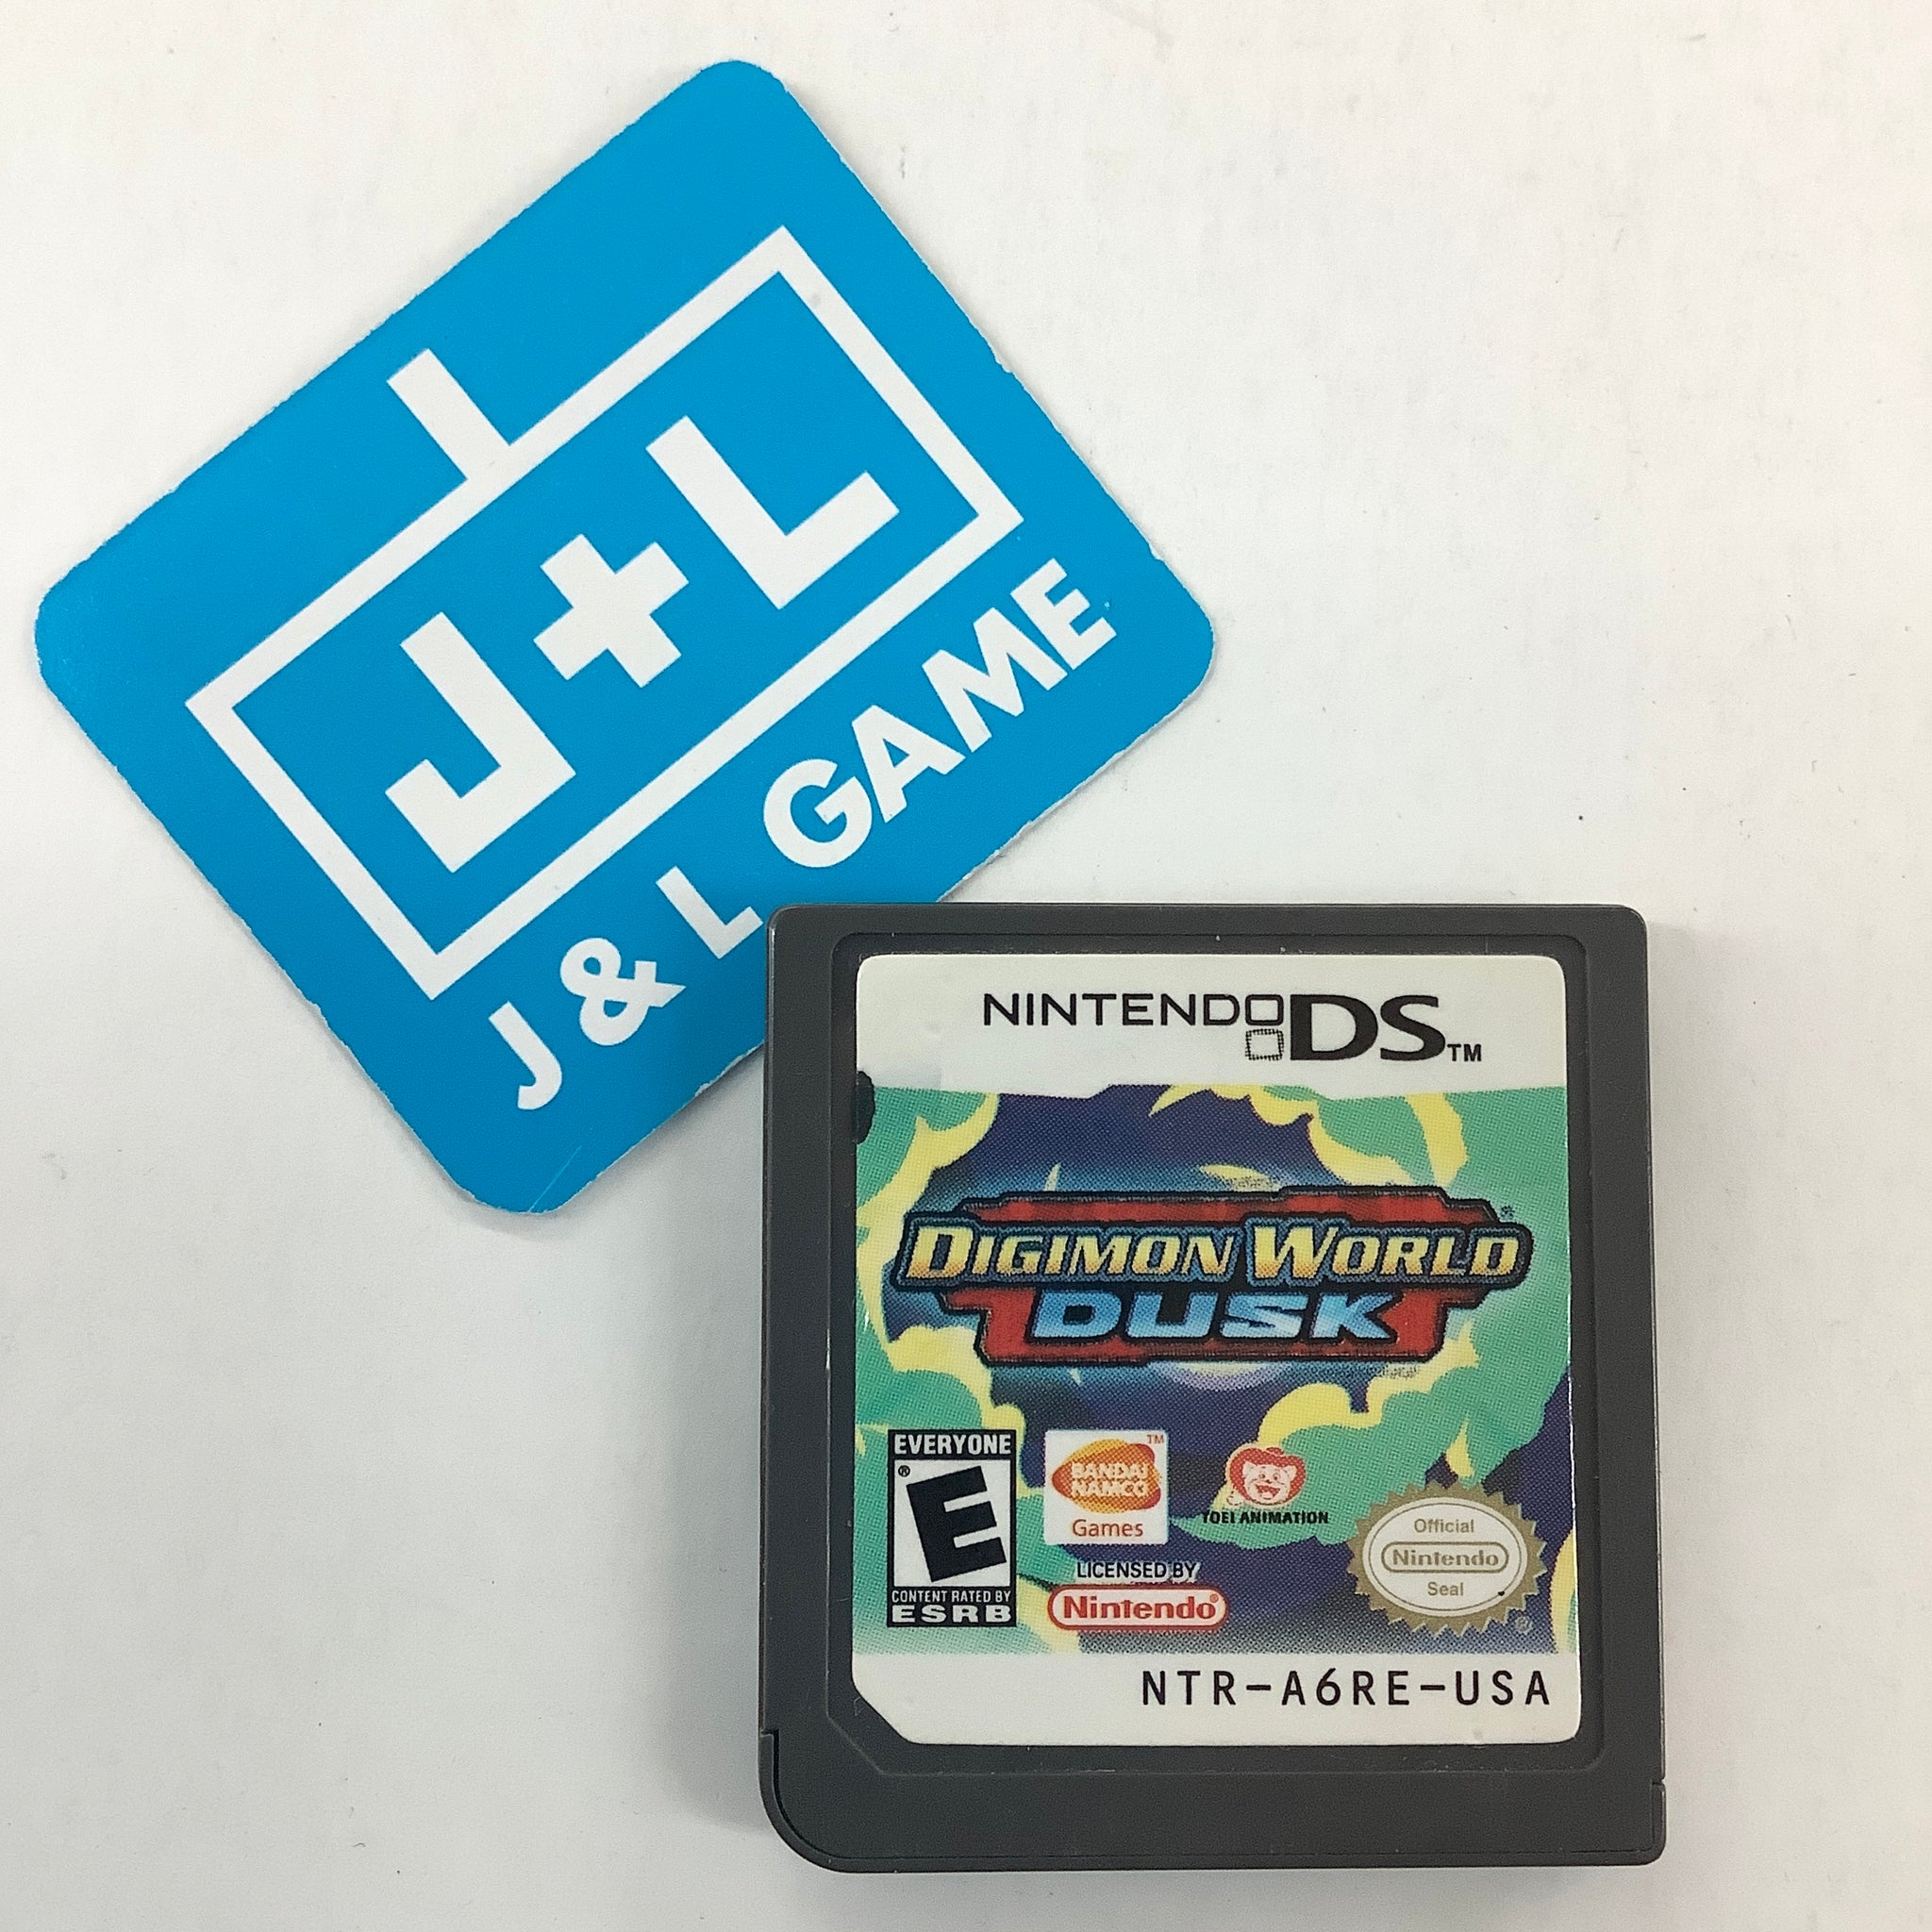 J+L
J & L GAME
NINTENDO DS™
DIGIMON WORLD®
DUSK
EVERYONE
®
E
CONTENT RATED BY
ESRB
™
BANDAI
NAMCO
Games
TOEI ANIMATION
LICENSED BY
Nintendo®
Official
Nintendo
Seal
®
NTR-A6RE-USA